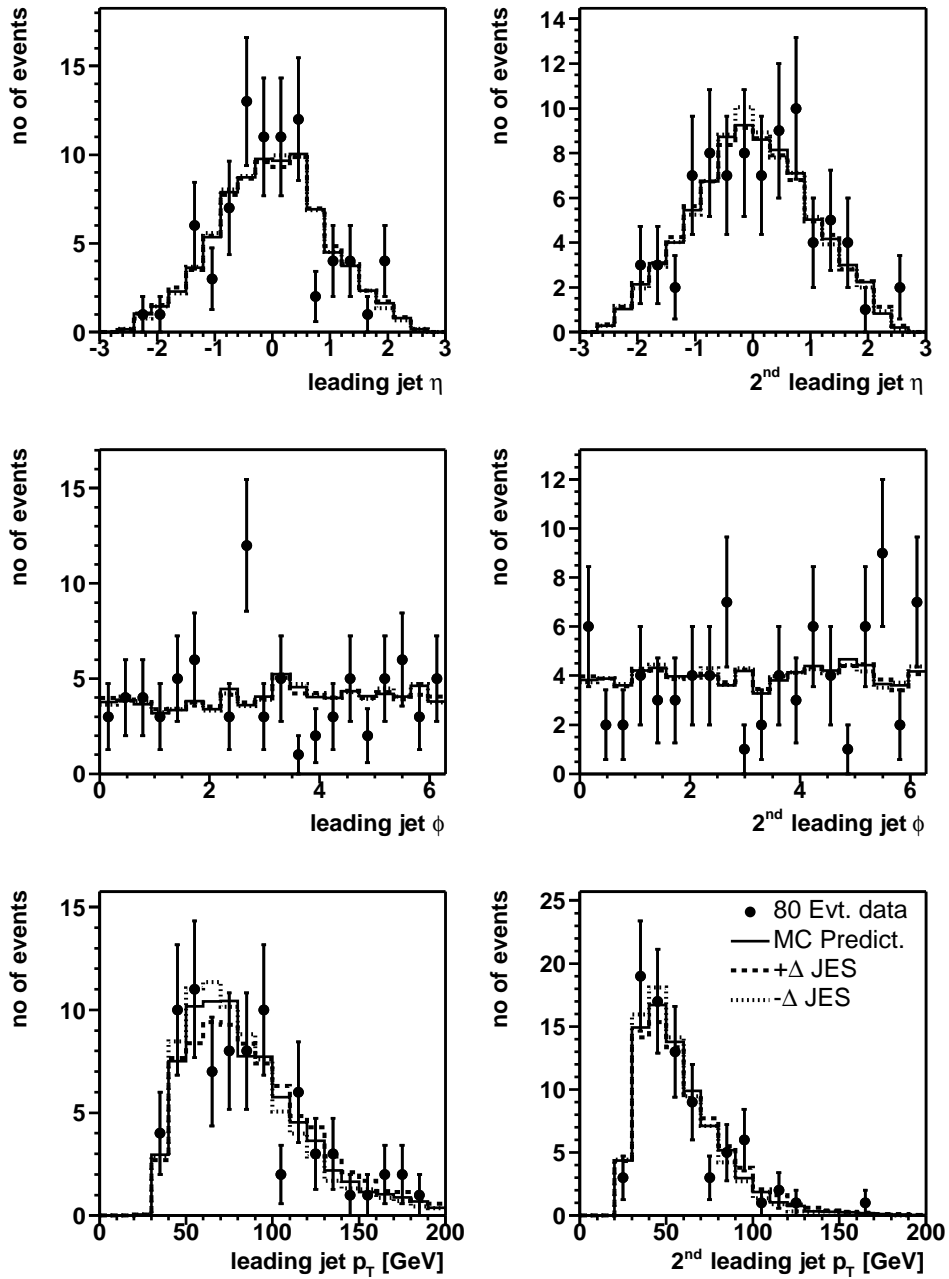 no of events
15
10
5
0
-3 -2 -1 0 1 2 3
leading jet η
no of events
14
12
10
8
6
4
2
0
-3 -2 -1 0 1 2 3
2nd leading jet η
no of events
15
10
5
0
0 2 4 6
leading jet ϕ
no of events
12
10
8
6
4
2
0
0 2 4 6
2nd leading jet ϕ
no of events
15
10
5
0
0 50 100 150 200
leading jet pT [GeV]
no of events
25
20
15
10
5
0
0 50 100 150 200
2nd leading jet pT [GeV]
80 Evt. data
MC Predict.
+Δ JES
-Δ JES